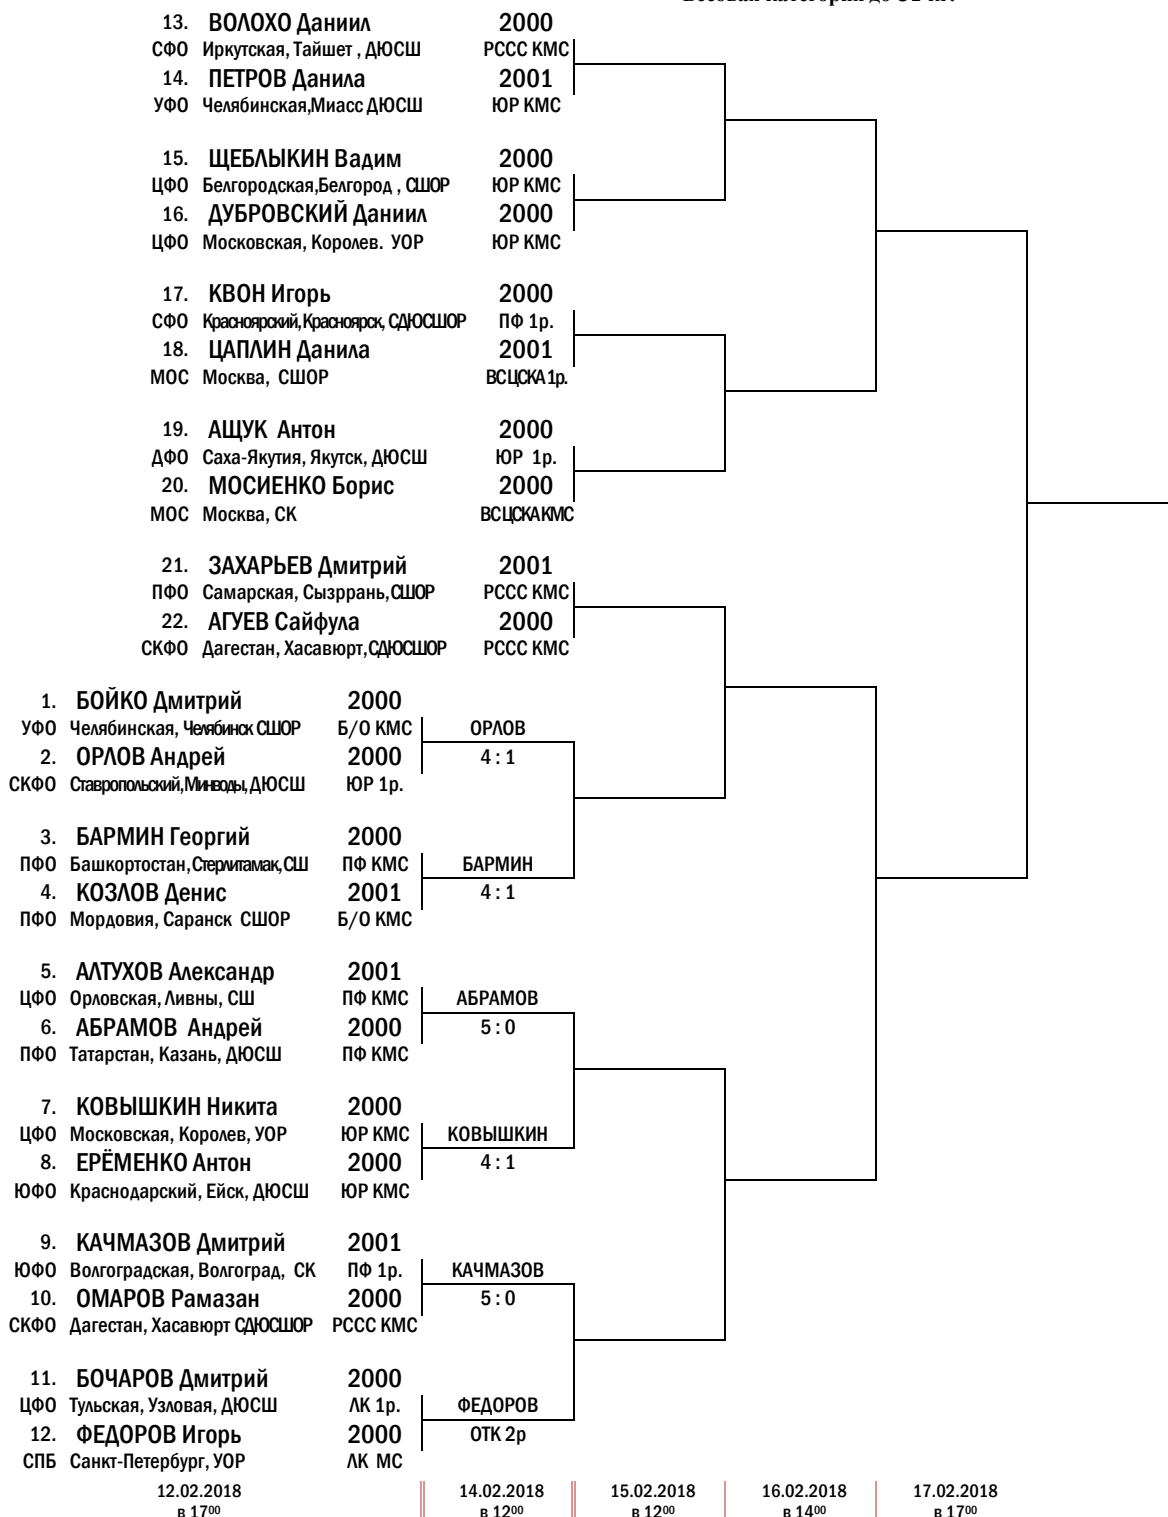 13. ВОЛОХО Даниил 2000
СФО Иркутская, Тайшет , ДЮСШ РССС КМС
14. ПЕТРОВ Данила 2001
УФО Челябинская,Миасс ДЮСШ ЮР КМС
15. ЩЕБЛЫКИН Вадим 2000
ЦФО Белгородская,Белгород , СШОР ЮР КМС
16. ДУБРОВСКИЙ Даниил 2000
ЦФО Московская, Королев. УОР ЮР КМС
17. КВОН Игорь 2000
СФО Красноярский,Красноярск, СДЮСШОР ПФ 1р.
18. ЦАПЛИН Данила 2001
МОС Москва, СШОР ВС ЦСКА 1р.
19. АЩУК Антон 2000
ДФО Саха-Якутия, Якутск, ДЮСШ ЮР 1р.
20. МОСИЕНКО Борис 2000
МОС Москва, СК ВС ЦСКА КМС
21. ЗАХАРЬЕВ Дмитрий 2001
ПФО Самарская, Сызррань,СШОР РССС КМС
22. АГУЕВ Сайфула 2000
СКФО Дагестан, Хасавюрт,СДЮСШОР РССС КМС
1. БОЙКО Дмитрий 2000
УФО Челябинская, Челябинск СШОР Б/О КМС ОРЛОВ
2. ОРЛОВ Андрей 2000 4 : 1
СКФО Ставропольский,Минводы,ДЮСШ ЮР 1р.
3. БАРМИН Георгий 2000
ПФО Башкортостан,Стерлитамак,СШ ПФ КМС БАРМИН
4. КОЗЛОВ Денис 2001 4 : 1
ПФО Мордовия, Саранск СШОР Б/О КМС
5. АЛТУХОВ Александр 2001
ЦФО Орловская, Ливны, СШ ПФ КМС АБРАМОВ
6. АБРАМОВ Андрей 2000 5 : 0
ПФО Татарстан, Казань, ДЮСШ ПФ КМС
7. КОВЫШКИН Никита 2000
ЦФО Московская, Королев, УОР ЮР КМС КОВЫШКИН
8. ЕРЁМЕНКО Антон 2000 4 : 1
ЮФО Краснодарский, Ейск, ДЮСШ ЮР КМС
9. КАЧМАЗОВ Дмитрий 2001
ЮФО Волгоградская, Волгоград, СК ПФ 1р. КАЧМАЗОВ
10. ОМАРОВ Рамазан 2000 5 : 0
СКФО Дагестан, Хасавюрт СДЮСШОР РССС КМС
11. БОЧАРОВ Дмитрий 2000
ЦФО Тульская, Узловая, ДЮСШ ЛК 1р. ФЕДОРОВ
12. ФЕДОРОВ Игорь 2000 ОТК 2р
СПБ Санкт-Петербург, УОР ЛК МС
12.02.2018 14.02.2018 15.02.2018 16.02.2018 17.02.2018
в 17⁰⁰ в 12⁰⁰ в 12⁰⁰ в 14⁰⁰ в 17⁰⁰